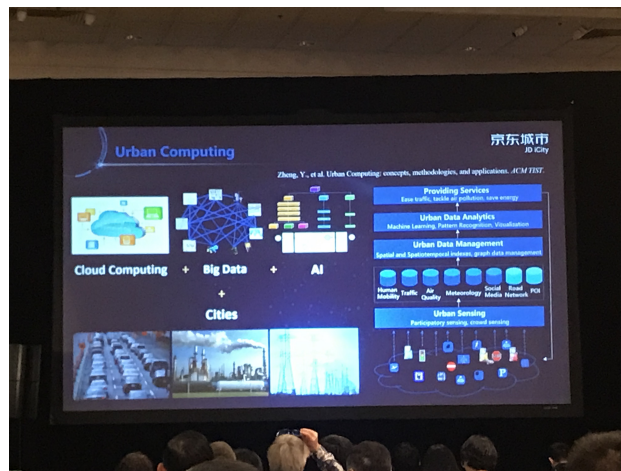 京东城市
JD iCity
Urban Computing
Zheng, Y., et al. Urban Computing: concepts, methodologies, and applications. ACM TIST.
Cloud Computing + Big Data + AI
+
Cities
Providing Services
Ease traffic, tackle air pollution, save energy
Urban Data Analytics
Machine Learning, Pattern Recognition, Visualization
Urban Data Management
Spatial and Spatiotemporal indexes, graph data management
Human Mobility
Traffic
Air Quality
Meteorology
Social Media
Road Network
POI
Urban Sensing
Participatory sensing, crowd sensing